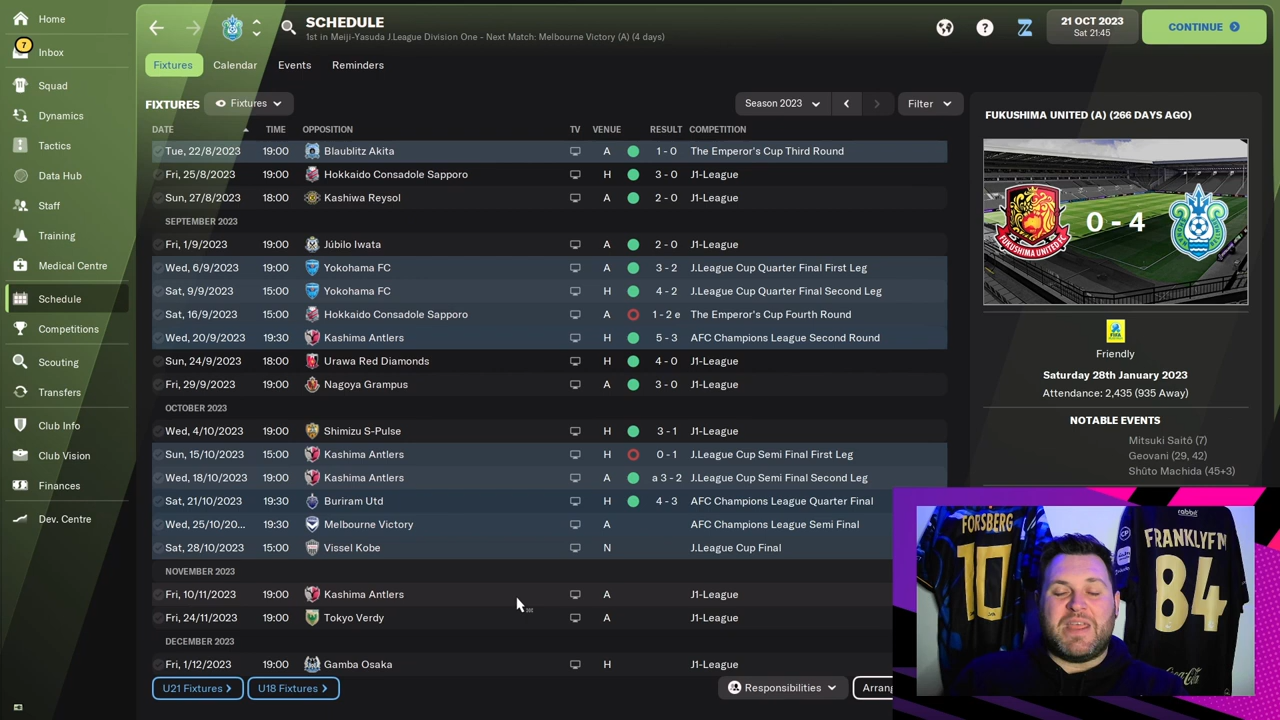 Home
SCHEDULE
1st in Meiji-Yasuda J.League Division One - Next Match: Melbourne Victory (A) (4 days)
21 OCT 2023
Sat 21:45
CONTINUE
7
Inbox
Fixtures Calendar Events Reminders
Squad
Dynamics
Tactics
Data Hub
Staff
Training
Medical Centre
Schedule
Competitions
Scouting
Transfers
Club Info
Club Vision
Finances
Dev. Centre
FIXTURES Fixtures Season 2023 Filter
DATE TIME OPPOSITION TV VENUE RESULT COMPETITION
Tue, 22/8/2023 19:00 Blaublitz Akita A 1 - 0 The Emperor's Cup Third Round
Fri, 25/8/2023 19:00 Hokkaido Consadole Sapporo H 3 - 0 J1-League
Sun, 27/8/2023 18:00 Kashiwa Reysol A 2 - 0 J1-League
SEPTEMBER 2023
Fri, 1/9/2023 19:00 Júbilo Iwata A 2 - 0 J1-League
Wed, 6/9/2023 19:00 Yokohama FC A 3 - 2 J.League Cup Quarter Final First Leg
Sat, 9/9/2023 15:00 Yokohama FC H 4 - 2 J.League Cup Quarter Final Second Leg
Sat, 16/9/2023 15:00 Hokkaido Consadole Sapporo A 1 - 2 e The Emperor's Cup Fourth Round
Wed, 20/9/2023 19:30 Kashima Antlers H 5 - 3 AFC Champions League Second Round
Sun, 24/9/2023 18:00 Urawa Red Diamonds H 4 - 0 J1-League
Fri, 29/9/2023 19:00 Nagoya Grampus A 3 - 0 J1-League
OCTOBER 2023
Wed, 4/10/2023 19:00 Shimizu S-Pulse H 3 - 1 J1-League
Sun, 15/10/2023 15:00 Kashima Antlers H 0 - 1 J.League Cup Semi Final First Leg
Wed, 18/10/2023 19:00 Kashima Antlers A a 3 - 2 J.League Cup Semi Final Second Leg
Sat, 21/10/2023 19:30 Buriram Utd H 4 - 3 AFC Champions League Quarter Final
Wed, 25/10/20... 19:30 Melbourne Victory A AFC Champions League Semi Final
Sat, 28/10/2023 15:00 Vissel Kobe N J.League Cup Final
NOVEMBER 2023
Fri, 10/11/2023 19:00 Kashima Antlers A J1-League
Fri, 24/11/2023 19:00 Tokyo Verdy A J1-League
DECEMBER 2023
Fri, 1/12/2023 19:00 Gamba Osaka H J1-League
U21 Fixtures U18 Fixtures Responsibilities Arrang
FUKUSHIMA UNITED (A) (266 DAYS AGO)
FUKUSHIMA UNITED FC
0 - 4
Friendly
Saturday 28th January 2023
Attendance: 2,435 (935 Away)
NOTABLE EVENTS
Mitsuki Saitô (7)
Geovani (29, 42)
Shûto Machida (45+3)
FORSBERG
10
rabbit
FRANKLYFM
84